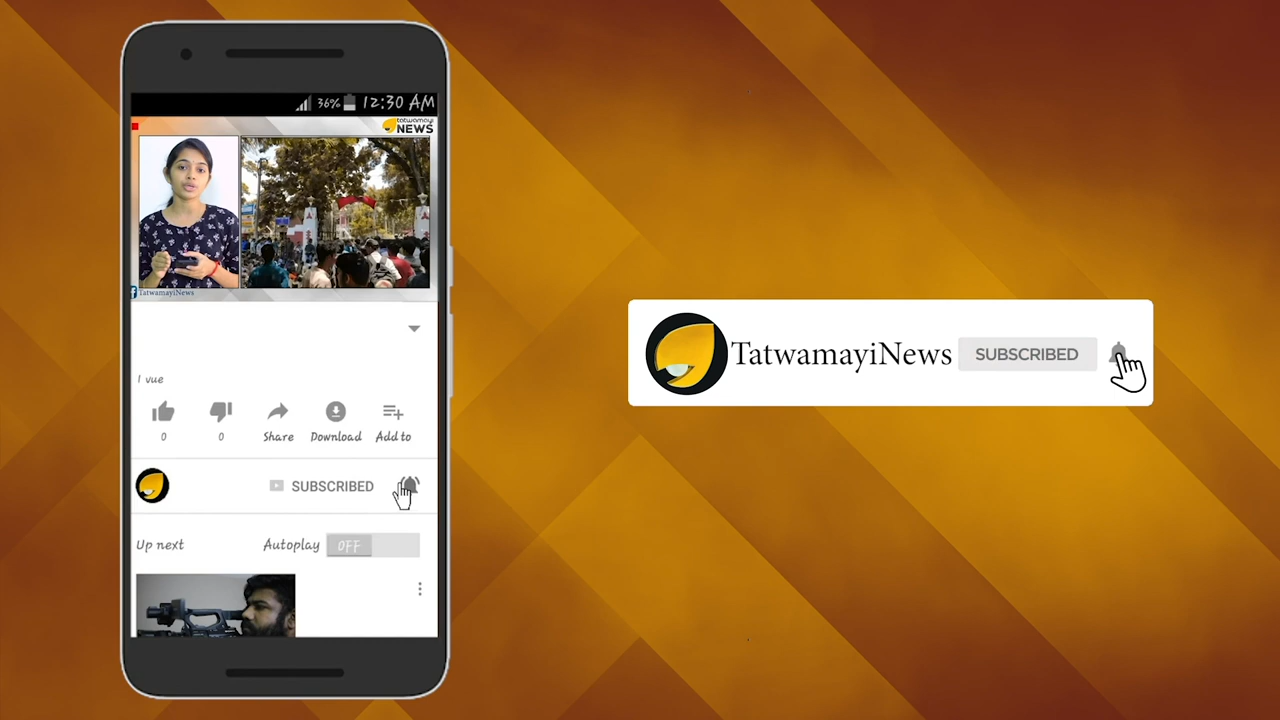 36% 12:30 AM
tatwamayi
NEWS
TatwamayiNews
1 vue
0 0 Share Download Add to
SUBSCRIBED
Up next Autoplay OFF
TatwamayiNews SUBSCRIBED